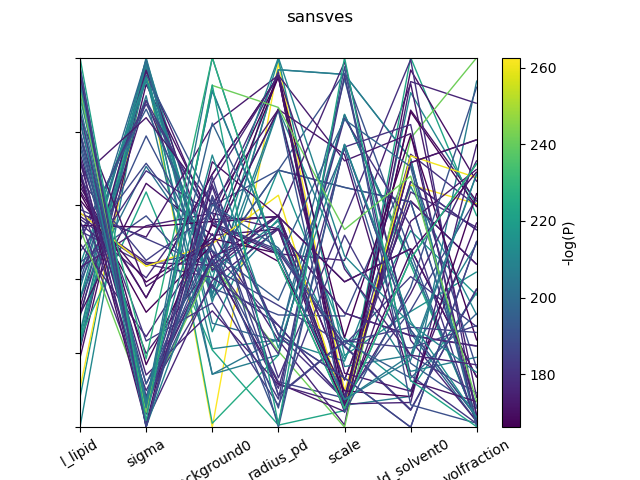 sansves
260
240
220
200
180
-log(P)
l_lipid
sigma
ckground0
radius_pd
scale
ld_solvent0
volfraction